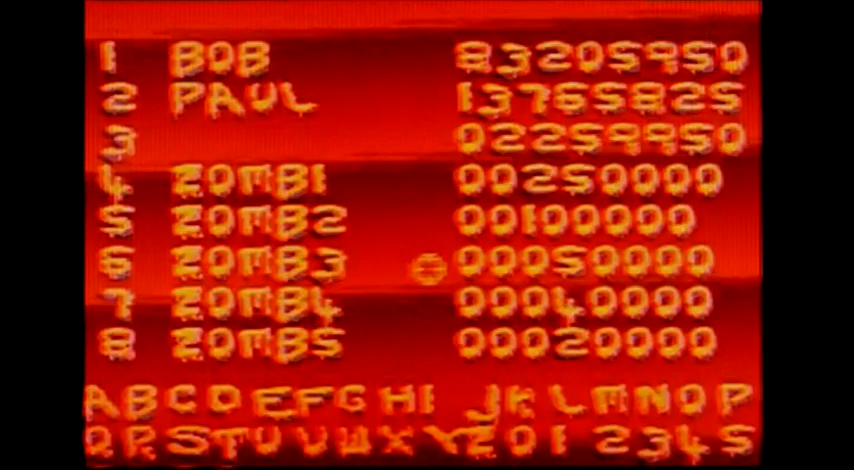 1 BOB 83205950
2 PAUL 13765825
3 02259950
4 ZOMB1 00250000
5 ZOMB2 00100000
6 ZOMB3 00050000
7 ZOMB4 00040000
8 ZOMB5 00020000
ABCDEFGHI JKLMNOP
QRSTUVWXYZ01 2345